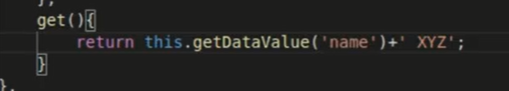 },
get(){
return this.getDataValue('name')+' XYZ';
}
},